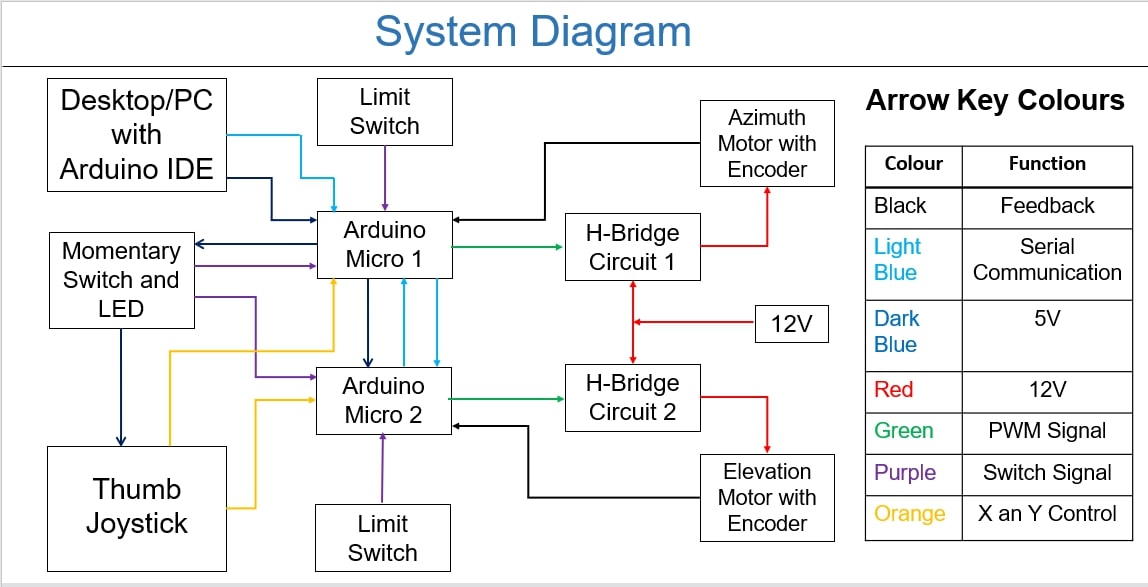 System Diagram
Desktop/PC
with
Arduino IDE
Limit
Switch
Azimuth
Motor with
Encoder
Arduino
Micro 1
H-Bridge
Circuit 1
Momentary
Switch and
LED
12V
Arduino
Micro 2
H-Bridge
Circuit 2
Thumb
Joystick
Limit
Switch
Elevation
Motor with
Encoder
Arrow Key Colours
Colour Function
Black Feedback
Light Serial
Blue Communication
Dark 5V
Blue
Red 12V
Green PWM Signal
Purple Switch Signal
Orange X an Y Control